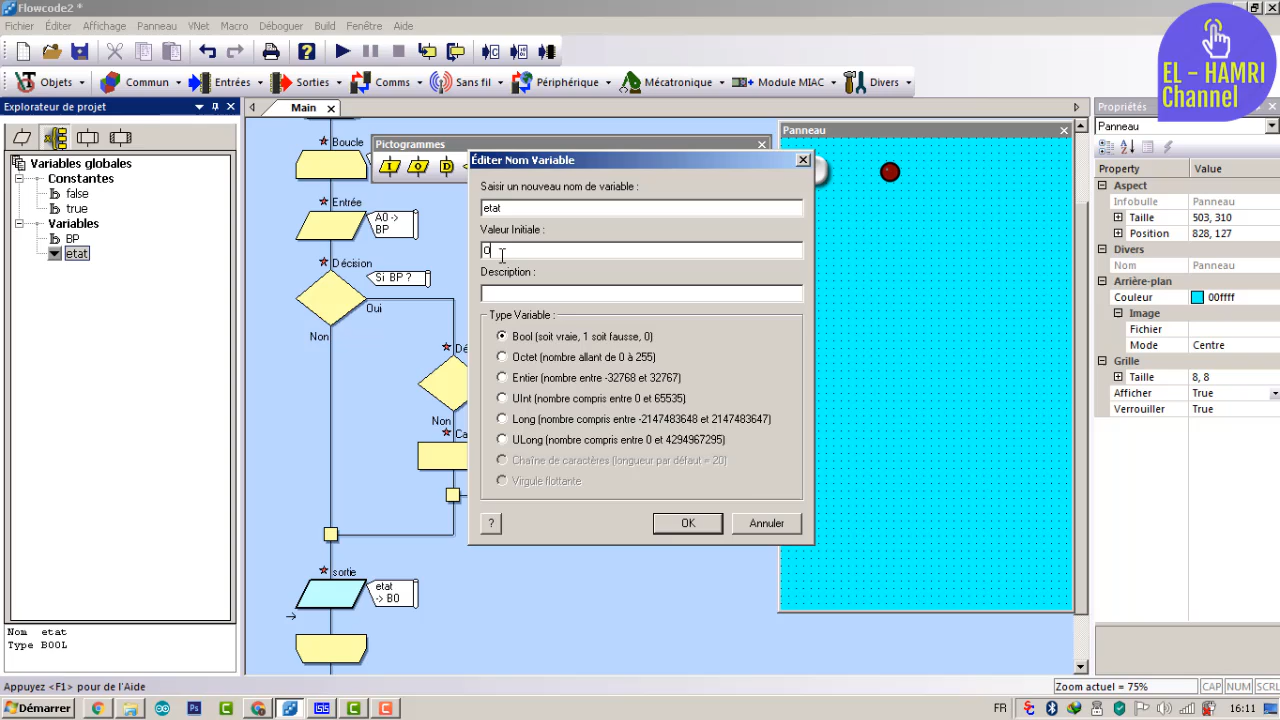 Flowcode2 *
Fichier Éditer Affichage Panneau VNet Macro Déboguer Build Fenêtre Aide
Objets Commun Entrées Sorties Comms Sans fil Périphérique Mécatronique Module MIAC Divers
EL - HAMRI
Channel
Explorateur de projet
Variables globales
Constantes
false
true
Variables
BP
etat
Nom etat
Type BOOL
Main
Boucle
Entrée
A0 ->
BP
Décision
Si BP ?
Oui
Non
Dé
Non
Ca
sortie
etat
-> B0
Pictogrammes
Éditer Nom Variable
Saisir un nouveau nom de variable :
etat
Valeur Initiale :
0
Description :
Type Variable :
Bool (soit vraie, 1 soit fausse, 0)
Octet (nombre allant de 0 à 255)
Entier (nombre entre -32768 et 32767)
UInt (nombre compris entre 0 et 65535)
Long (nombre compris entre -2147483648 et 2147483647)
ULong (nombre compris entre 0 et 4294967295)
Chaîne de caractères (longueur par défaut = 20)
Virgule flottante
? OK Annuler
Panneau
Propriétés
Panneau
Property Setting
Aspect
Infobulle Panneau
Taille 503, 310
Position 828, 127
Divers
Nom Panneau
Arrière-plan
Couleur 00ffff
Image
Fichier
Mode Centre
Grille
Taille 8, 8
Afficher True
Verrouiller True
Appuyez <F1> pour de l'Aide
Zoom actuel = 75% CAP NUM SCRL
Démarrer
FR 16:11